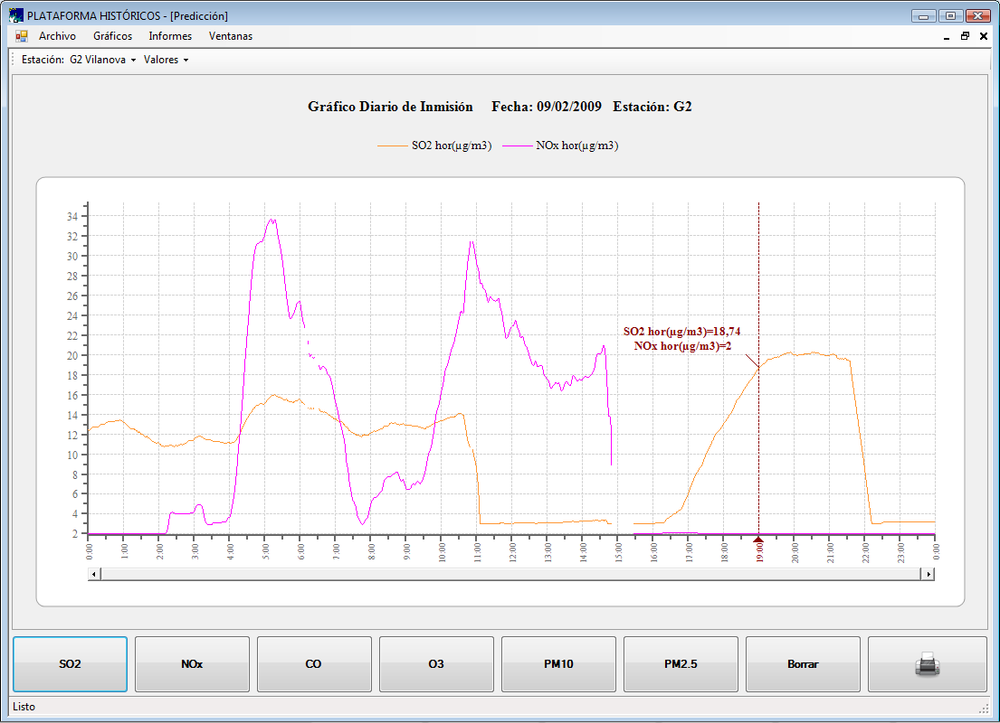 PLATAFORMA HISTÓRICOS - [Predicción]
Archivo Gráficos Informes Ventanas
Estación: G2 Vilanova Valores
Gráfico Diario de Inmisión Fecha: 09/02/2009 Estación: G2
SO2 hor(µg/m3) NOx hor(µg/m3)
34
32
30
28
26
24
22
20
18
16
14
12
10
8
6
4
2
SO2 hor(µg/m3)=18,74
NOx hor(µg/m3)=2
0:00 1:00 2:00 3:00 4:00 5:00 6:00 7:00 8:00 9:00 10:00 11:00 12:00 13:00 14:00 15:00 16:00 17:00 18:00 19:00 20:00 21:00 22:00 23:00 0:00
SO2 NOx CO O3 PM10 PM2.5 Borrar
Listo